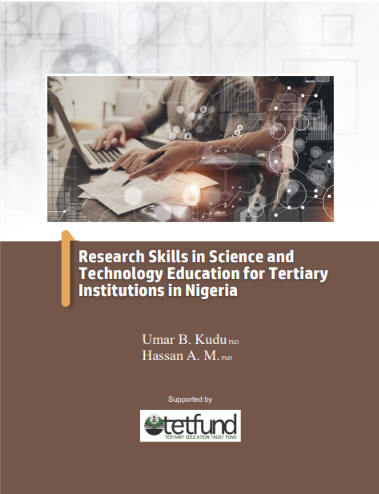 Research Skills in Science and
Technology Education for Tertiary
Institutions in Nigeria
Umar B. Kudu PhD
Hassan A. M. PhD
Supported by
tetfund
TERTIARY EDUCATION TRUST FUND